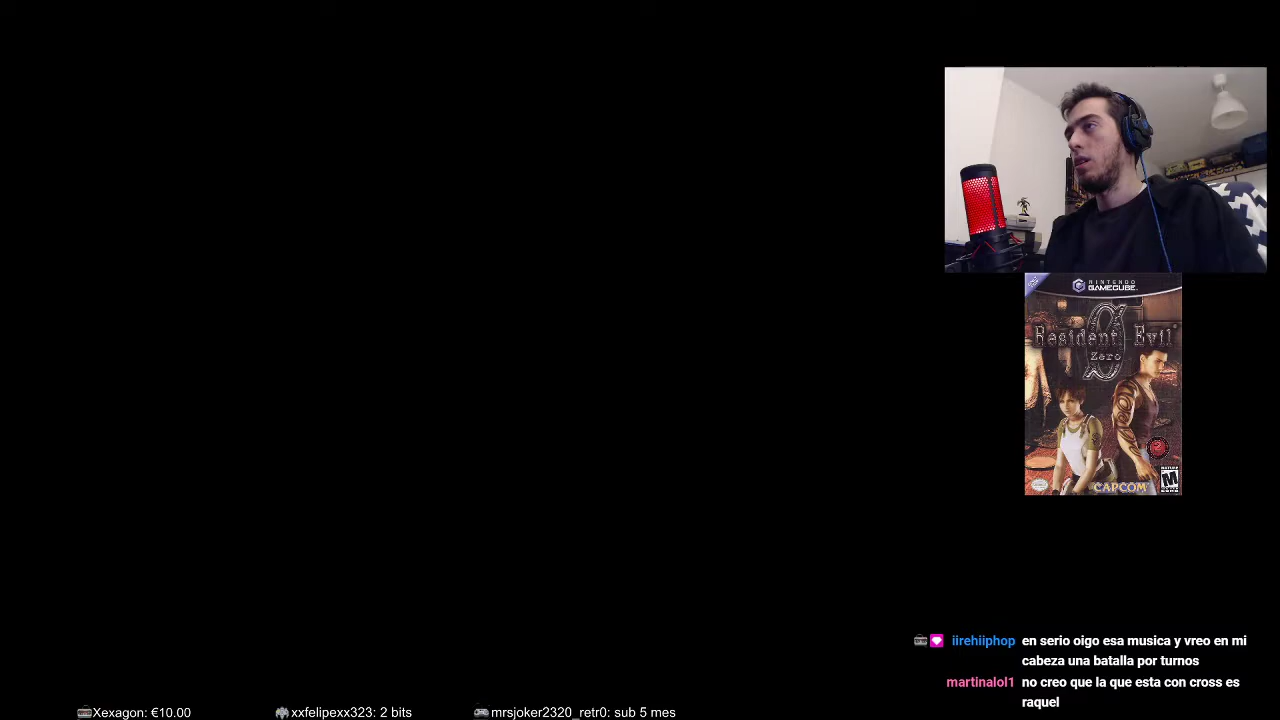 NINTENDO
GAMECUBE
Resident Evil
Zero
CAPCOM
iirehiiphop en serio oigo esa musica y vreo en mi
cabeza una batalla por turnos
martinalol1 no creo que la que esta con cross es
raquel
Xexagon: €10.00 xxfelipexx323: 2 bits mrsjoker2320_retr0: sub 5 mes